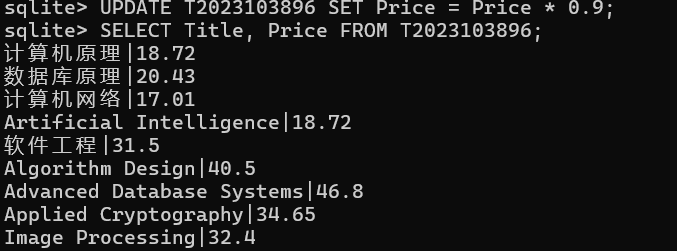 sqlite> UPDATE T2023103896 SET Price = Price * 0.9;
sqlite> SELECT Title, Price FROM T2023103896;
计算机原理|18.72
数据库原理|20.43
计算机网络|17.01
Artificial Intelligence|18.72
软件工程|31.5
Algorithm Design|40.5
Advanced Database Systems|46.8
Applied Cryptography|34.65
Image Processing|32.4